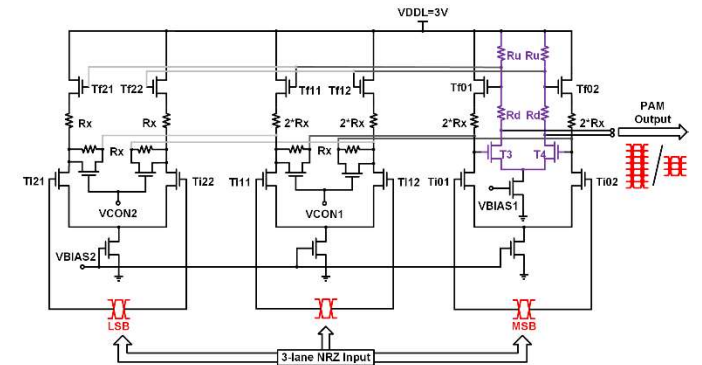 VDDL=3V
Ru Ru
Tf21 Tf22 Tf11 Tf12 Tf01 Tf02
Rd Rd
PAM
Output
Rx Rx 2*Rx 2*Rx 2*Rx 2*Rx
Rx Rx
T3 T4
Ti21 Ti22 Ti11 Ti12 Ti01 Ti02
VCON2 VCON1 VBIAS1
VBIAS2
LSB MSB
3-lane NRZ Input